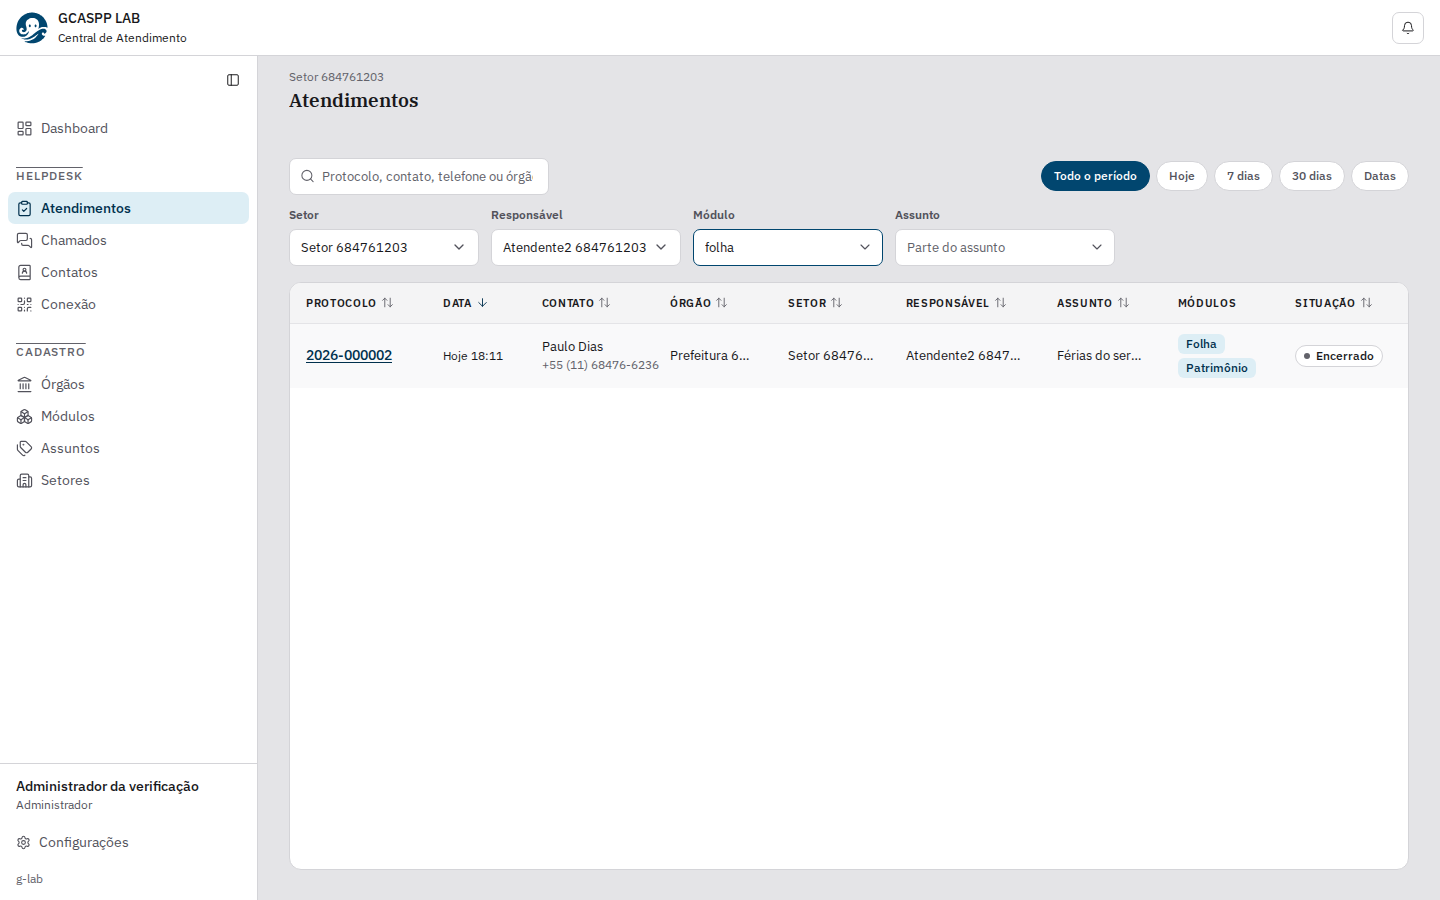 GCASPP LAB
Central de Atendimento
Dashboard
HELPDESK
Atendimentos
Chamados
Contatos
Conexão
CADASTRO
Órgãos
Módulos
Assuntos
Setores
Administrador da verificação
Administrador
Configurações
g-lab
Setor 684761203
Atendimentos
Protocolo, contato, telefone ou órgã
Todo o período
Hoje
7 dias
30 dias
Datas
Setor
Responsável
Módulo
Assunto
Setor 684761203
Atendente2 684761203
folha
Parte do assunto
PROTOCOLO
DATA
CONTATO
ÓRGÃO
SETOR
RESPONSÁVEL
ASSUNTO
MÓDULOS
SITUAÇÃO
2026-000002
Hoje 18:11
Paulo Dias
+55 (11) 68476-6236
Prefeitura 6...
Setor 68476...
Atendente2 6847...
Férias do ser...
Folha
Patrimônio
Encerrado